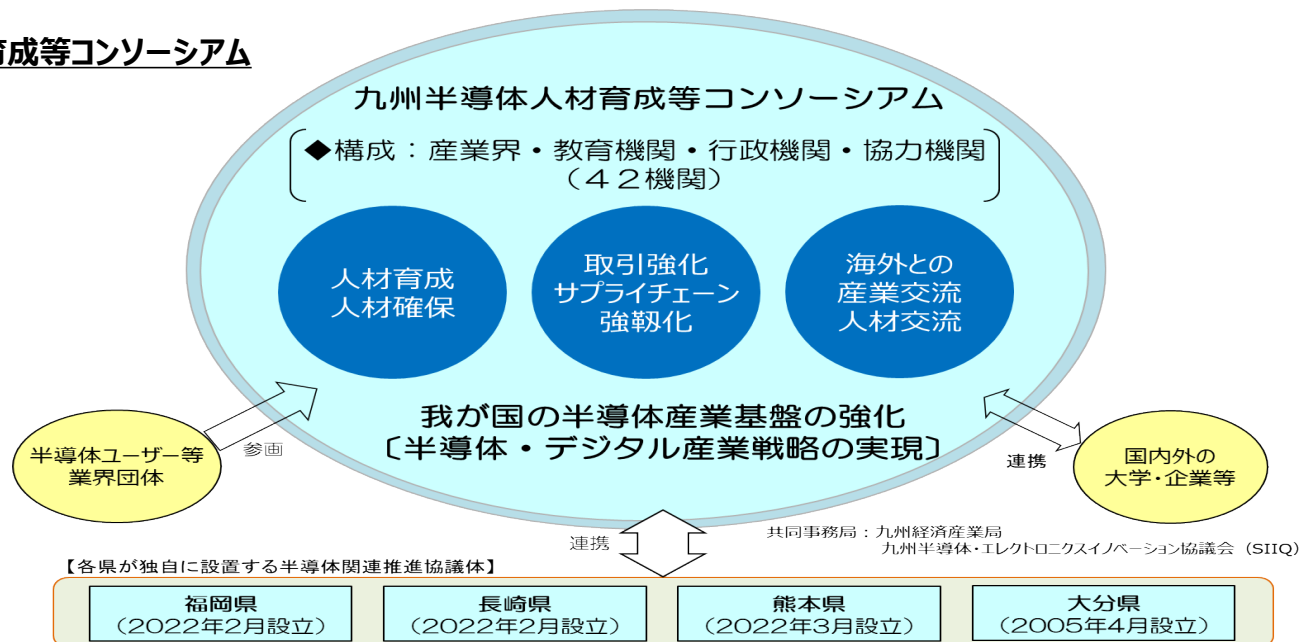 育成等コンソーシアム
九州半導体人材育成等コンソーシアム
◆構成：産業界・教育機関・行政機関・協力機関
（４２機関）
人材育成
人材確保
取引強化
サプライチェーン
強靱化
海外との
産業交流
人材交流
我が国の半導体産業基盤の強化
〔半導体・デジタル産業戦略の実現〕
半導体ユーザー等
業界団体
参画
連携
国内外の
大学・企業等
連携
共同事務局：九州経済産業局
九州半導体・エレクトロニクスイノベーション協議会（SIIQ）
【各県が独自に設置する半導体関連推進協議体】
福岡県
（2022年2月設立）
長崎県
（2022年2月設立）
熊本県
（2022年3月設立）
大分県
（2005年4月設立）